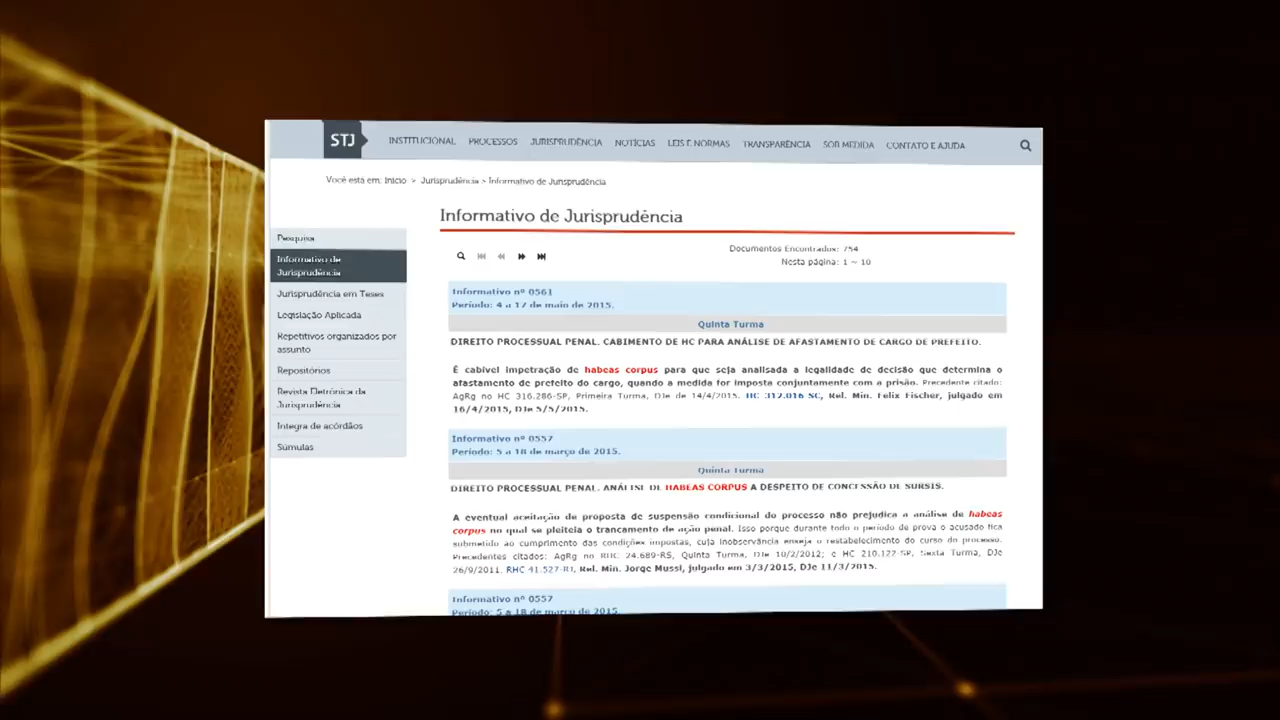 STJ
INSTITUCIONAL PROCESSOS JURISPRUDÊNCIA NOTÍCIAS LEIS E NORMAS TRANSPARÊNCIA SOB MEDIDA CONTATO E AJUDA
Você está em: Início > Jurisprudência > Informativo de Jurisprudência
Informativo de Jurisprudência
Pesquisa
Informativo de
Jurisprudência
Jurisprudência em Teses
Legislação Aplicada
Repetitivos organizados por
assunto
Repositórios
Revista Eletrônica da
Jurisprudência
Íntegra de acórdãos
Súmulas
Documentos Encontrados: 754
Nesta página: 1 ~ 10
Informativo nº 0561
Período: 4 a 17 de maio de 2015.
Quinta Turma
DIREITO PROCESSUAL PENAL. CABIMENTO DE HC PARA ANÁLISE DE AFASTAMENTO DE CARGO DE PREFEITO.
É cabível impetração de habeas corpus para que seja analisada a legalidade de decisão que determina o
afastamento de prefeito do cargo, quando a medida for imposta conjuntamente com a prisão. Precedente citado:
AgRg no HC 316.286-SP, Primeira Turma, DJe de 14/4/2015. HC 312.016-SC, Rel. Min. Felix Fischer, julgado em
16/4/2015, DJe 5/5/2015.
Informativo nº 0557
Período: 5 a 18 de março de 2015.
Quinta Turma
DIREITO PROCESSUAL PENAL. ANÁLISE DE HABEAS CORPUS A DESPEITO DE CONCESSÃO DE SURSIS.
A eventual aceitação de proposta de suspensão condicional do processo não prejudica a análise de habeas
corpus no qual se pleiteia o trancamento de ação penal. Isso porque durante todo o período de prova o acusado fica
submetido ao cumprimento das condições impostas, cuja inobservância enseja o restabelecimento do curso do processo.
Precedentes citados: AgRg no RHC 24.689-RS, Quinta Turma, DJe 10/2/2012; e HC 210.122-SP, Sexta Turma, DJe
26/9/2011. RHC 41.527-RJ, Rel. Min. Jorge Mussi, julgado em 3/3/2015, DJe 11/3/2015.
Informativo nº 0557
Período: 5 a 18 de março de 2015.